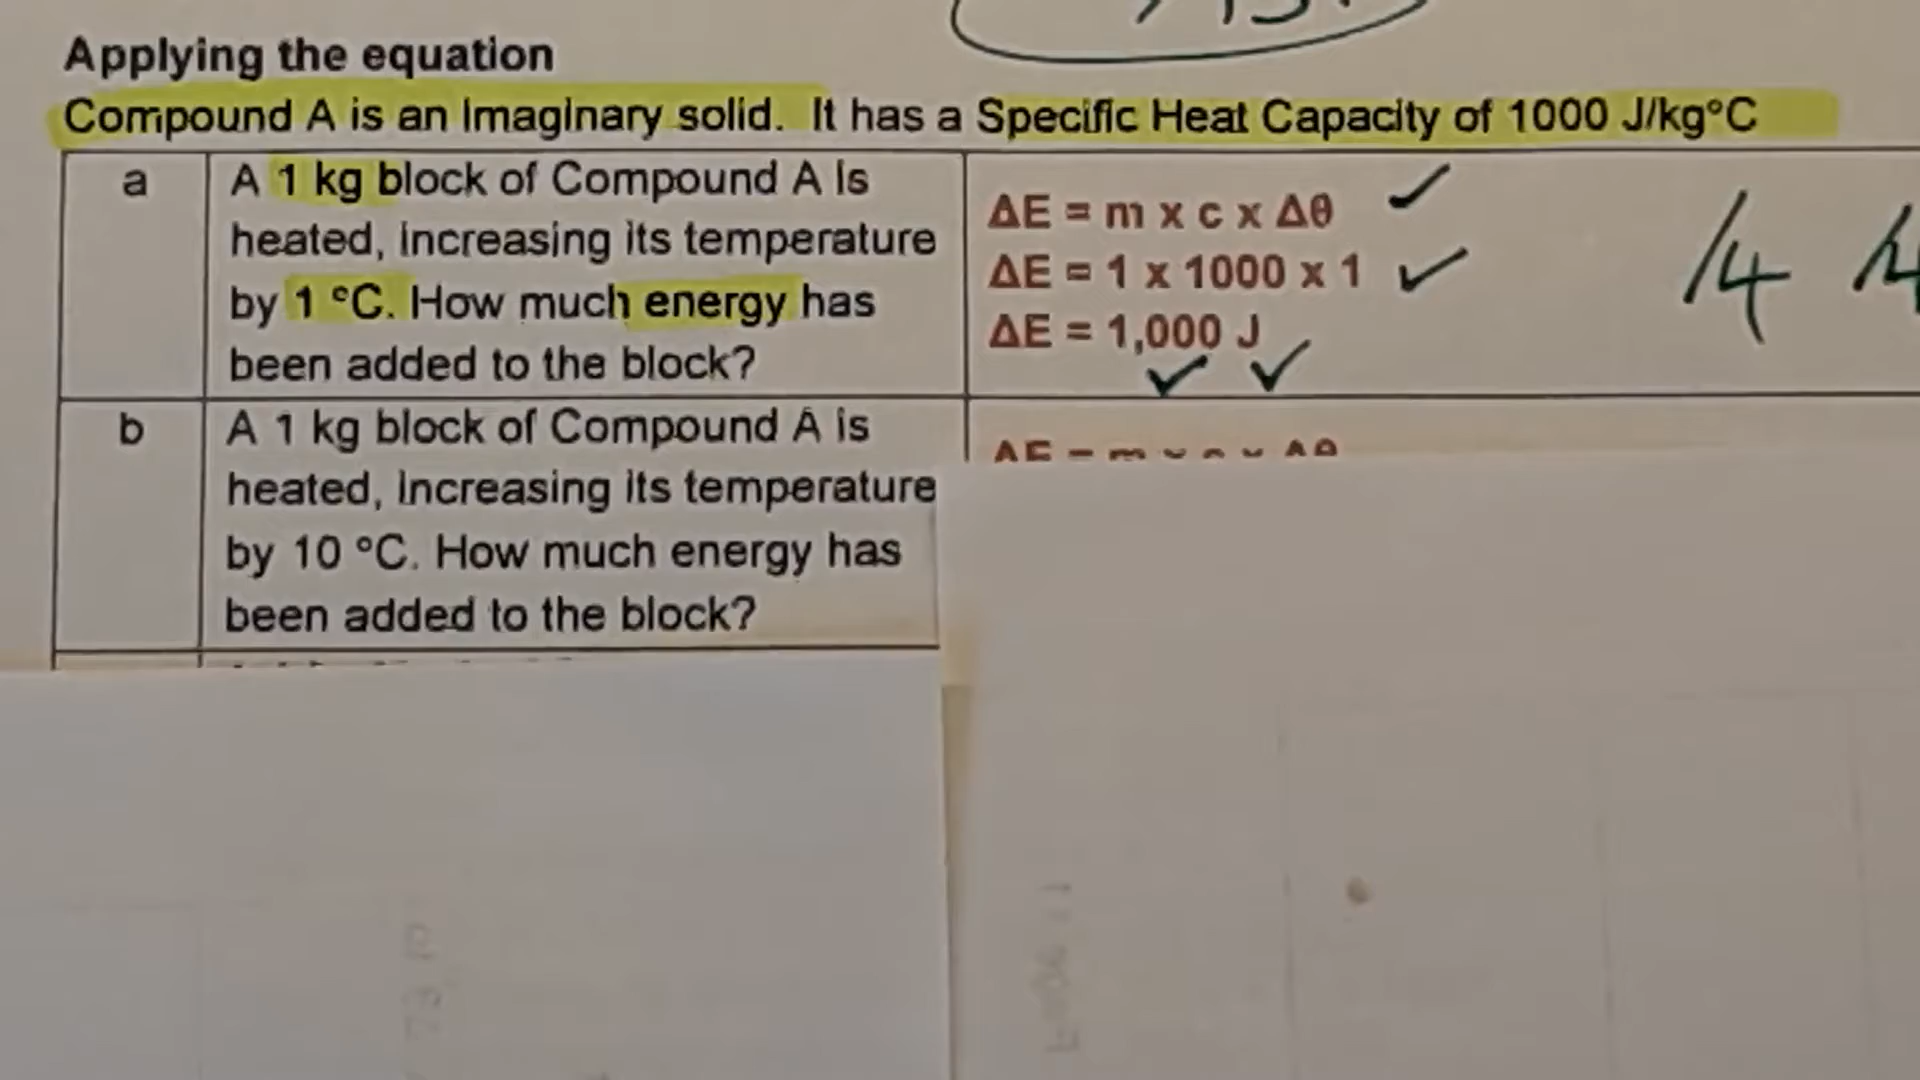 Applying the equation
Compound A is an Imaginary solid. It has a Specific Heat Capacity of 1000 J/kg°C
a
A 1 kg block of Compound A is
heated, increasing its temperature
by 1 °C. How much energy has
been added to the block?
ΔE = m x c x Δθ
ΔE = 1 x 1000 x 1
ΔE = 1,000 J
/4
b
A 1 kg block of Compound A is
heated, increasing its temperature
by 10 °C. How much energy has
been added to the block?